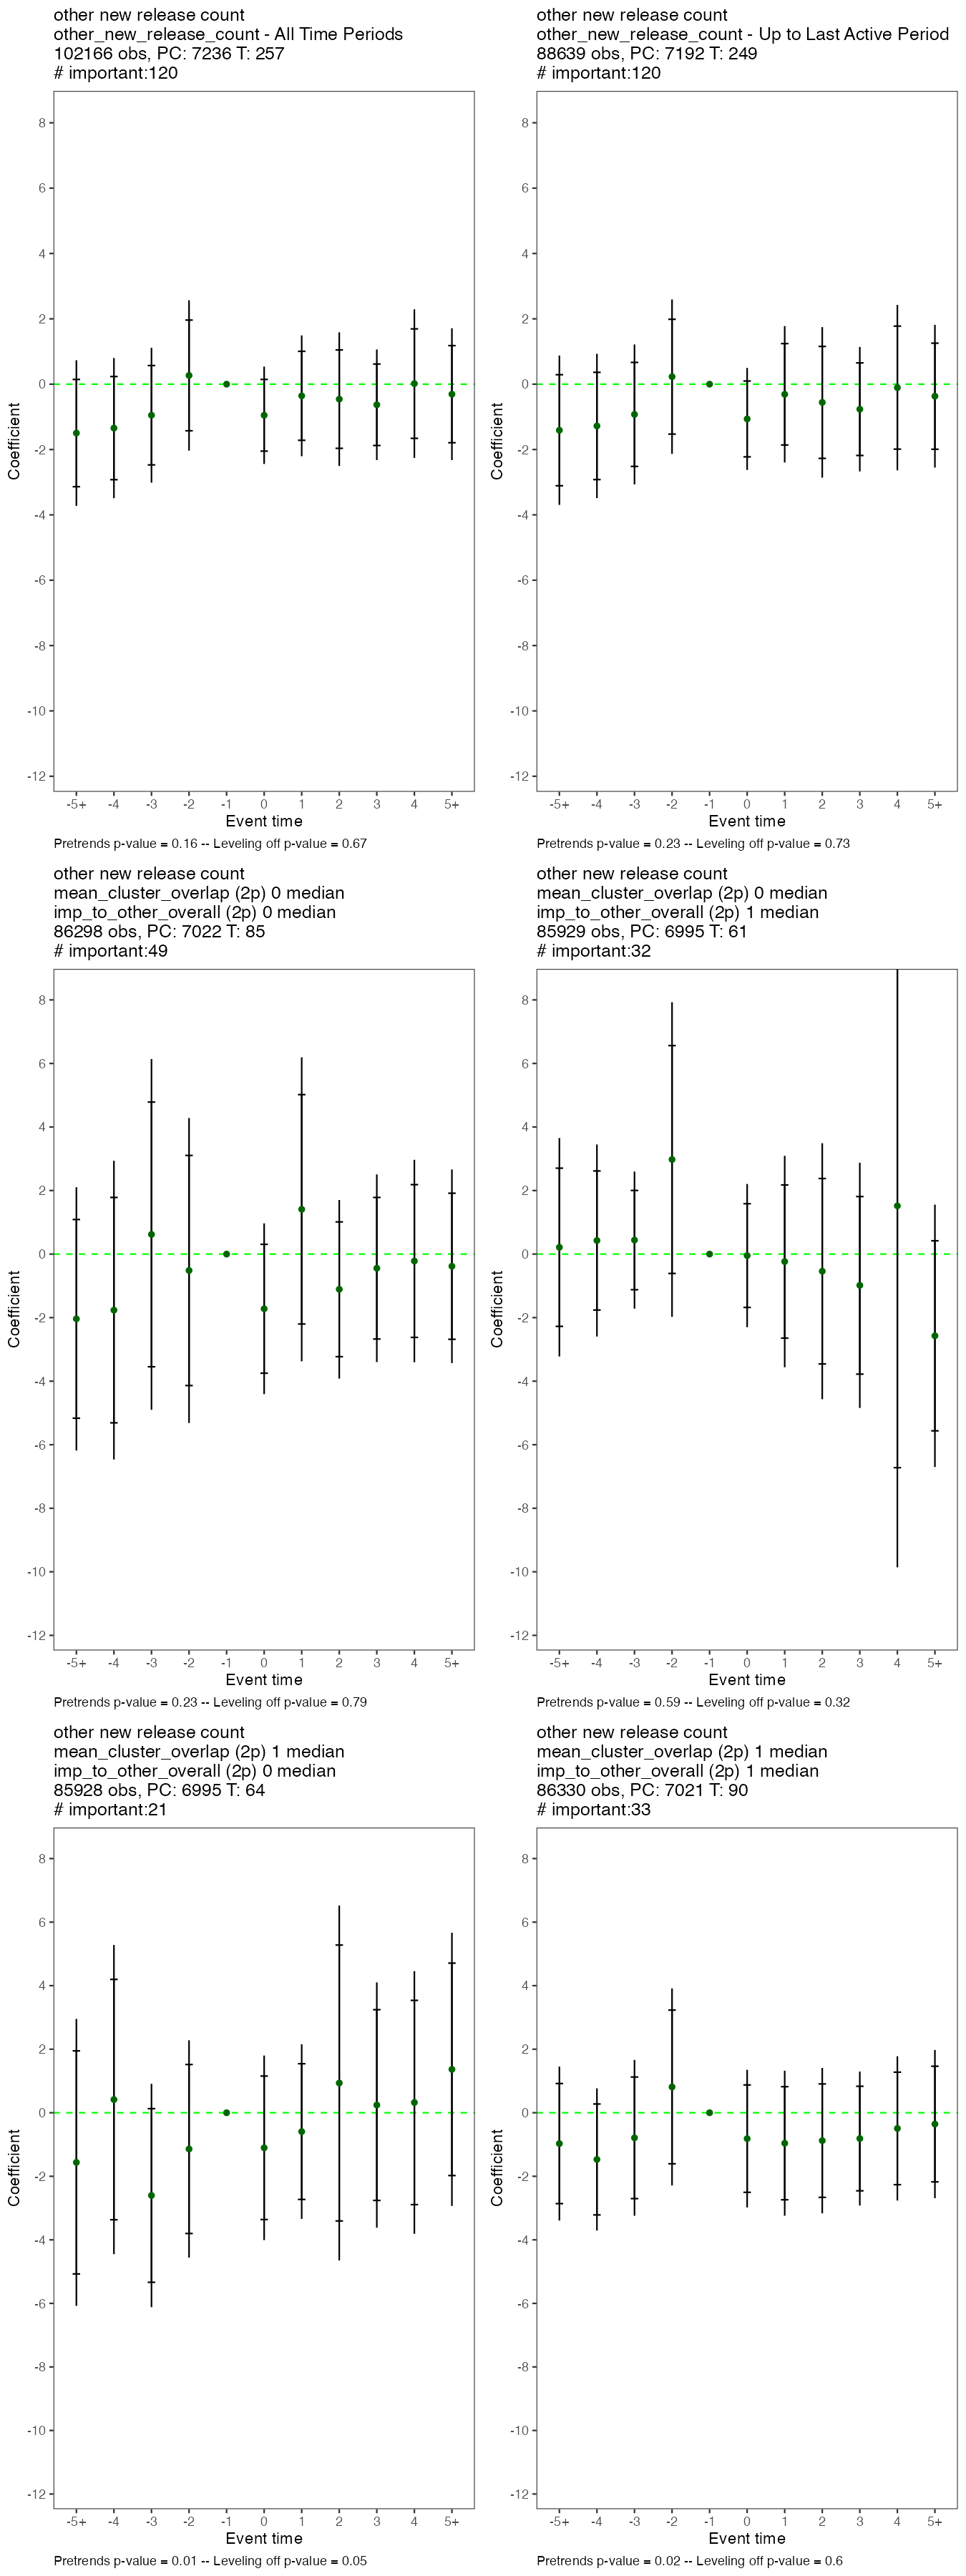 other new release count
other_new_release_count - All Time Periods
102166 obs, PC: 7236 T: 257
# important:120
8
6
4
2
0
-2
-4
-6
-8
-10
-12
Coefficient
-5+ -4 -3 -2 -1 0 1 2 3 4 5+
Event time
Pretrends p-value = 0.16 -- Leveling off p-value = 0.67
other new release count
other_new_release_count - Up to Last Active Period
88639 obs, PC: 7192 T: 249
# important:120
8
6
4
2
0
-2
-4
-6
-8
-10
-12
Coefficient
-5+ -4 -3 -2 -1 0 1 2 3 4 5+
Event time
Pretrends p-value = 0.23 -- Leveling off p-value = 0.73
other new release count
mean_cluster_overlap (2p) 0 median
imp_to_other_overall (2p) 0 median
86298 obs, PC: 7022 T: 85
# important:49
8
6
4
2
0
-2
-4
-6
-8
-10
-12
Coefficient
-5+ -4 -3 -2 -1 0 1 2 3 4 5+
Event time
Pretrends p-value = 0.23 -- Leveling off p-value = 0.79
other new release count
mean_cluster_overlap (2p) 0 median
imp_to_other_overall (2p) 1 median
85929 obs, PC: 6995 T: 61
# important:32
8
6
4
2
0
-2
-4
-6
-8
-10
-12
Coefficient
-5+ -4 -3 -2 -1 0 1 2 3 4 5+
Event time
Pretrends p-value = 0.59 -- Leveling off p-value = 0.32
other new release count
mean_cluster_overlap (2p) 1 median
imp_to_other_overall (2p) 0 median
85928 obs, PC: 6995 T: 64
# important:21
8
6
4
2
0
-2
-4
-6
-8
-10
-12
Coefficient
-5+ -4 -3 -2 -1 0 1 2 3 4 5+
Event time
Pretrends p-value = 0.01 -- Leveling off p-value = 0.05
other new release count
mean_cluster_overlap (2p) 1 median
imp_to_other_overall (2p) 1 median
86330 obs, PC: 7021 T: 90
# important:33
8
6
4
2
0
-2
-4
-6
-8
-10
-12
Coefficient
-5+ -4 -3 -2 -1 0 1 2 3 4 5+
Event time
Pretrends p-value = 0.02 -- Leveling off p-value = 0.6